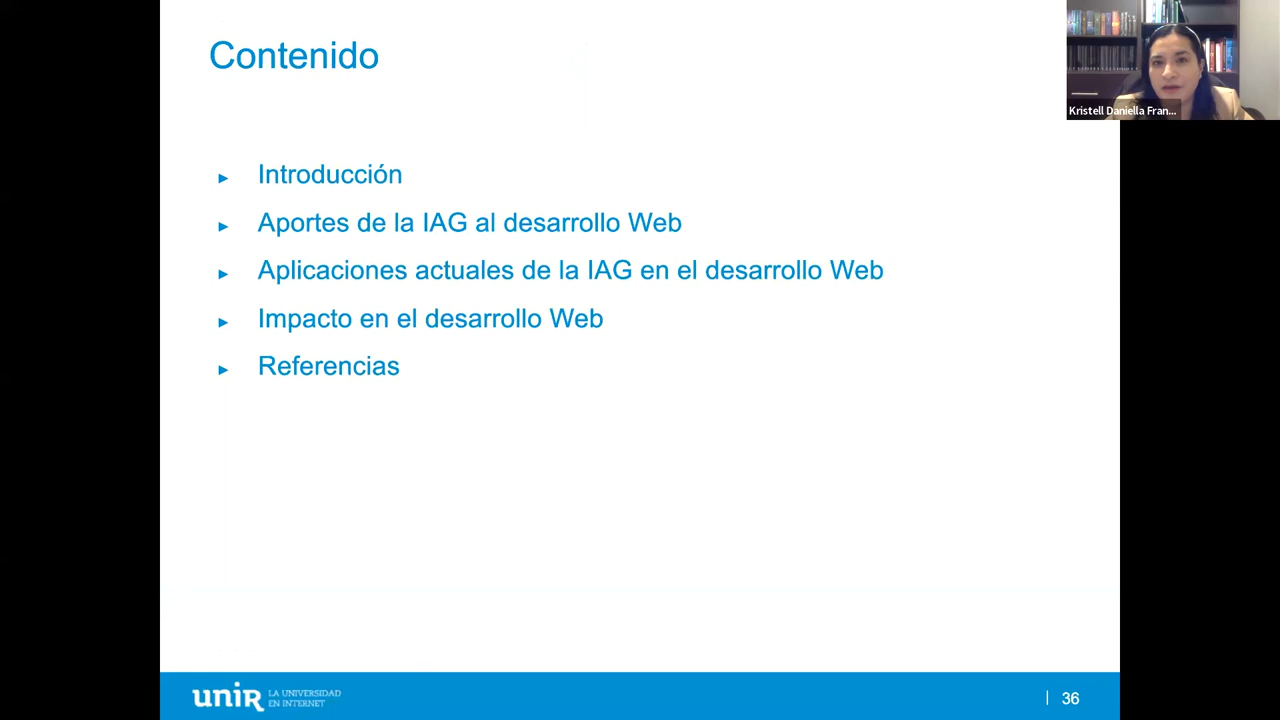 Contenido
Kristell Daniella Fran...
► Introducción
► Aportes de la IAG al desarrollo Web
► Aplicaciones actuales de la IAG en el desarrollo Web
► Impacto en el desarrollo Web
► Referencias
unir LA UNIVERSIDAD
EN INTERNET
| 36